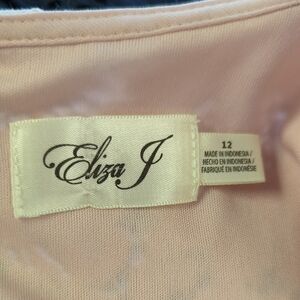 Eliza J
12
MADE IN INDONESIA /
HECHO EN INDONESIA /
FABRIQUÉ EN INDONÉSIE